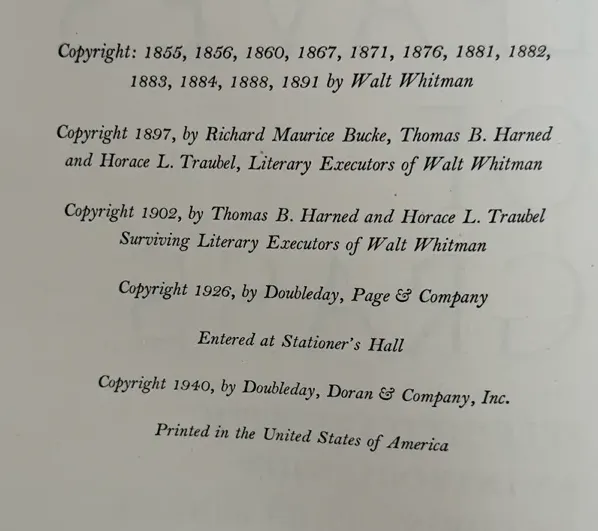 Copyright: 1855, 1856, 1860, 1867, 1871, 1876, 1881, 1882,
1883, 1884, 1888, 1891 by Walt Whitman
Copyright 1897, by Richard Maurice Bucke, Thomas B. Harned
and Horace L. Traubel, Literary Executors of Walt Whitman
Copyright 1902, by Thomas B. Harned and Horace L. Traubel
Surviving Literary Executors of Walt Whitman
Copyright 1926, by Doubleday, Page & Company
Entered at Stationer's Hall
Copyright 1940, by Doubleday, Doran & Company, Inc.
Printed in the United States of America